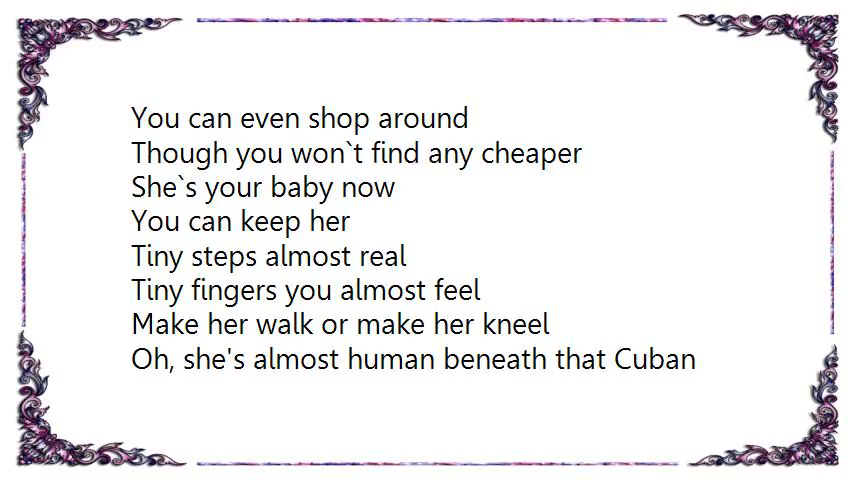 You can even shop around
Though you won`t find any cheaper
She`s your baby now
You can keep her
Tiny steps almost real
Tiny fingers you almost feel
Make her walk or make her kneel
Oh, she's almost human beneath that Cuban